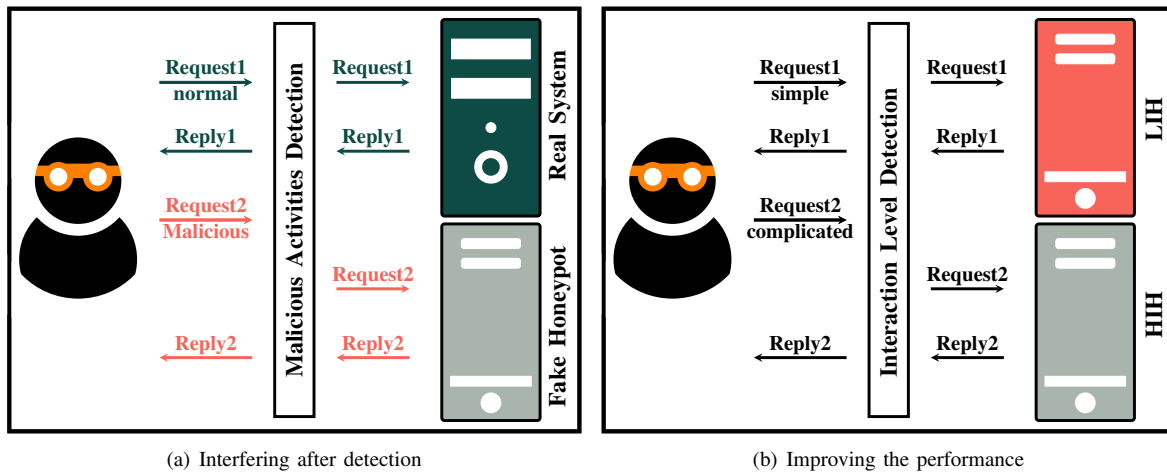 Request1
normal
Reply1
Request2
Malicious
Reply2
Malicious Activities Detection
Request1
Reply1
Request2
Reply2
Real System
Fake Honeypot
(a) Interfering after detection
Request1
simple
Reply1
Request2
complicated
Reply2
Interaction Level Detection
Request1
Reply1
Request2
Reply2
LIH
HIH
(b) Improving the performance